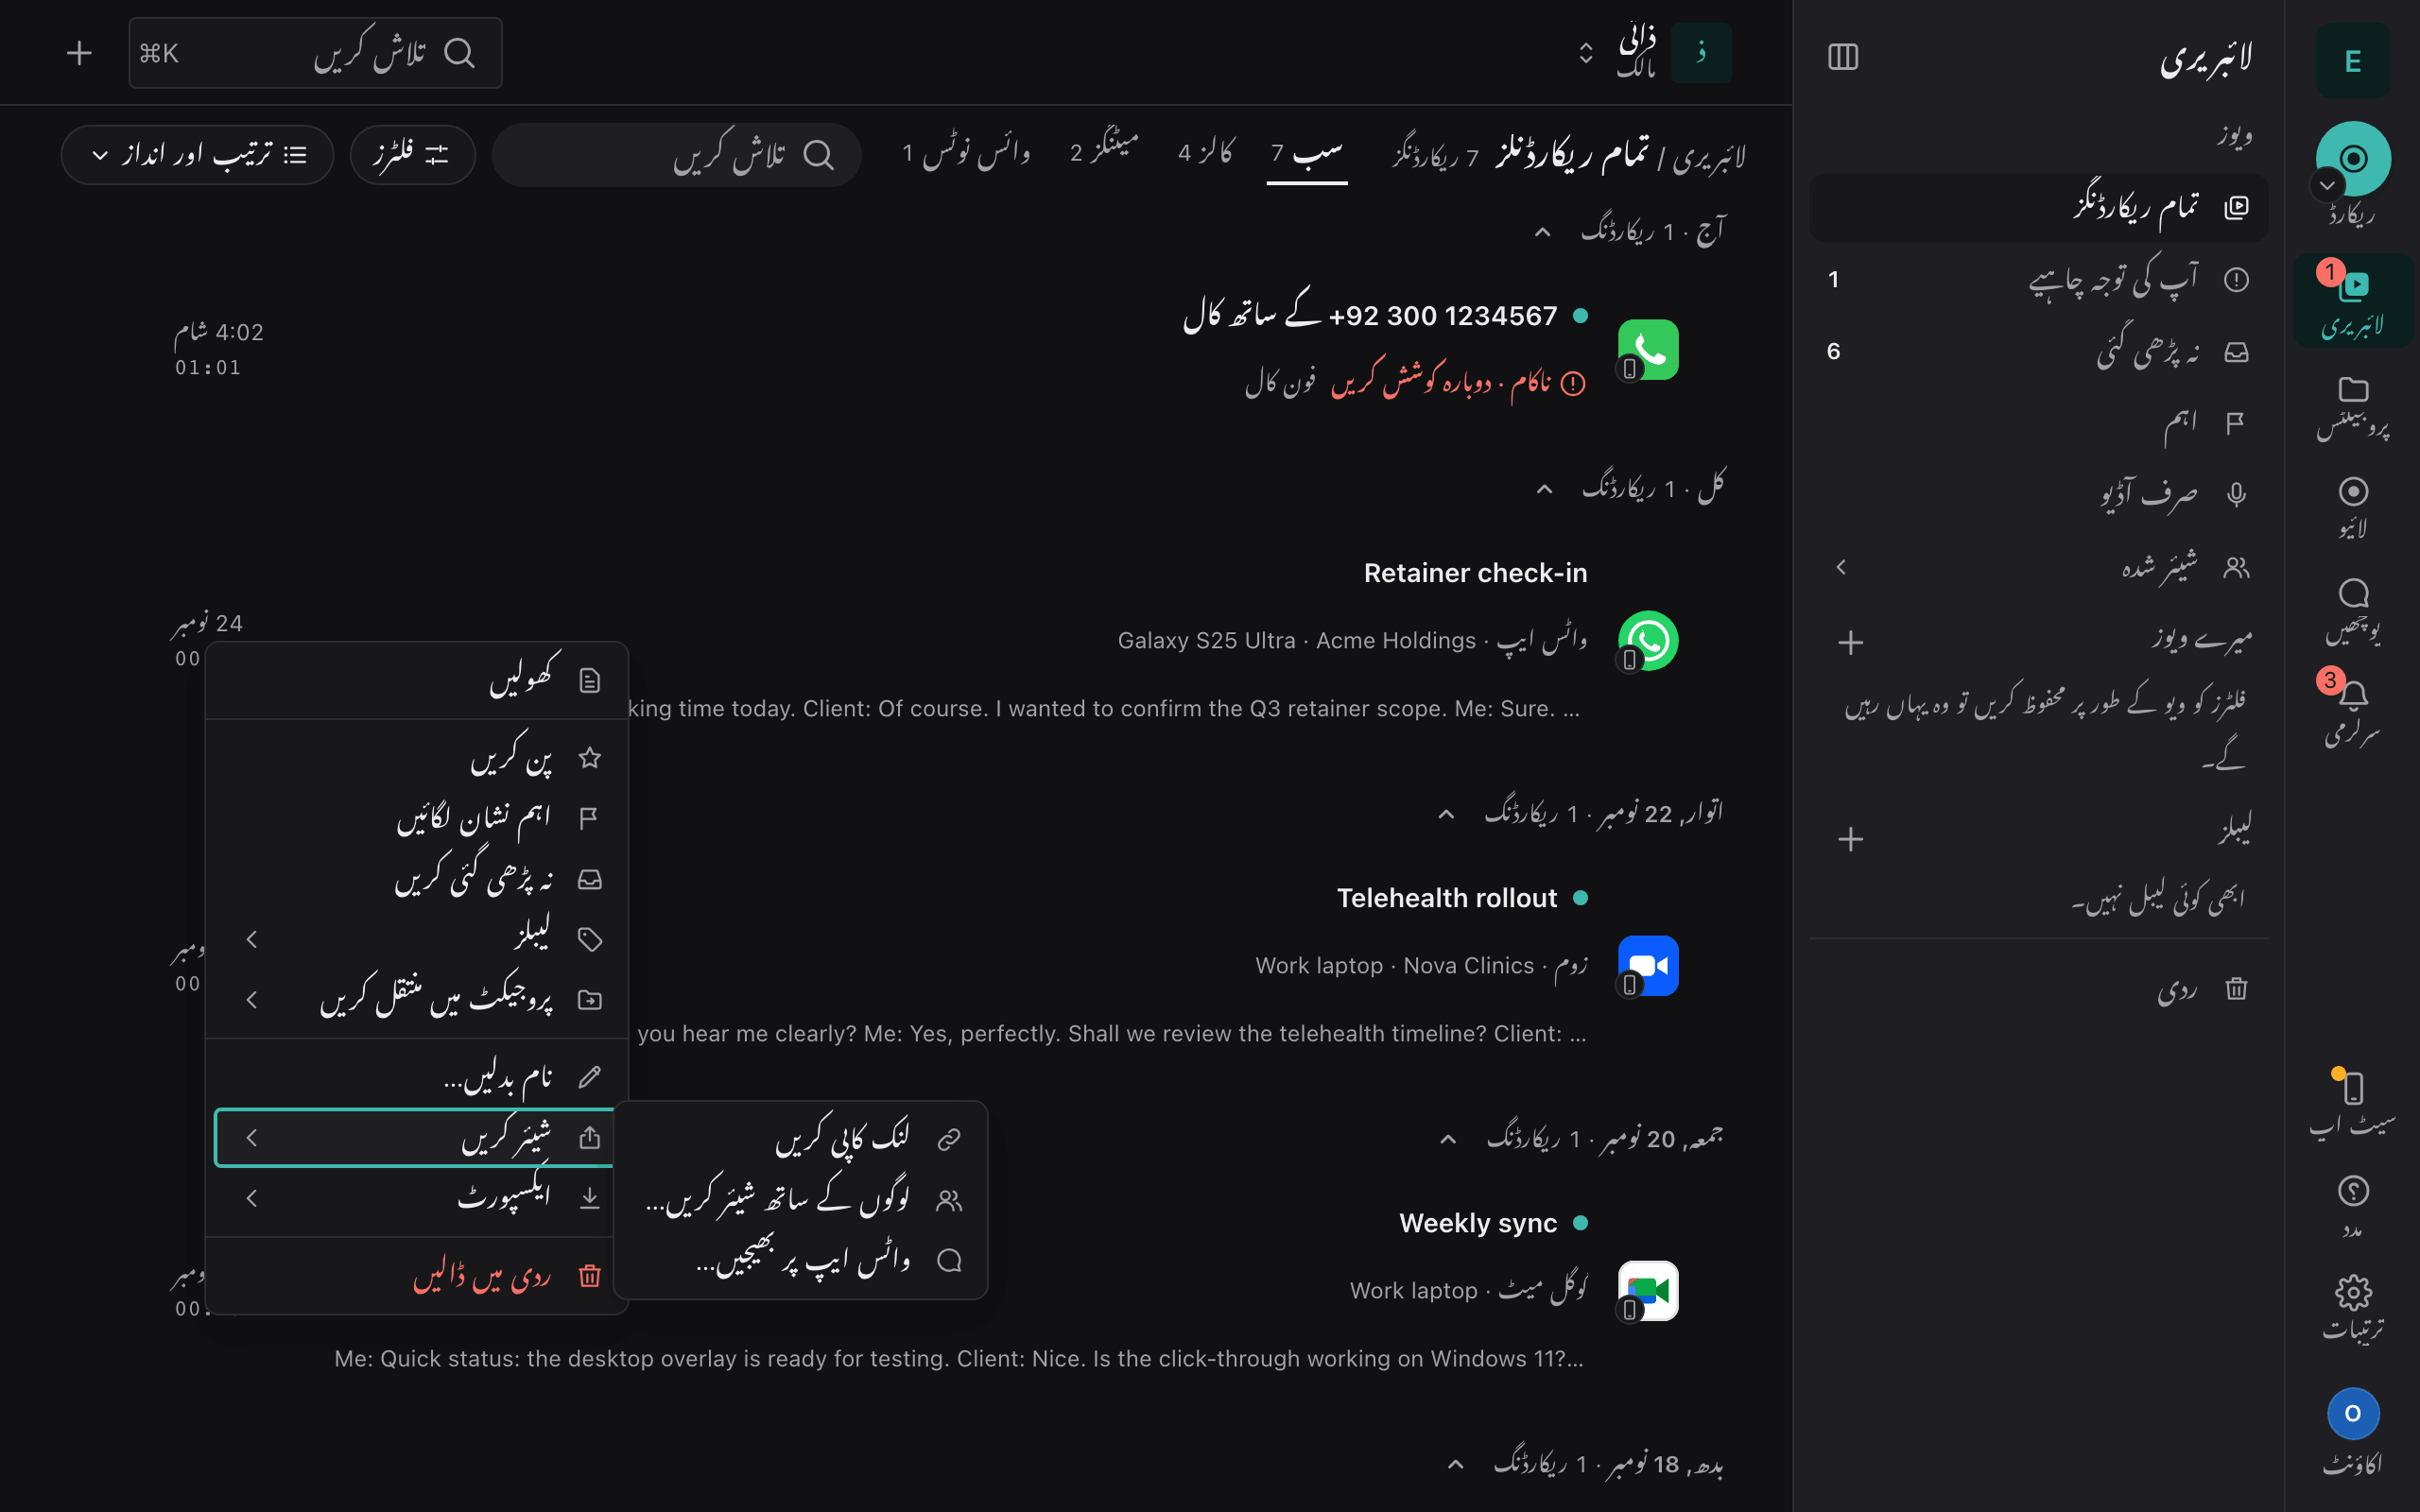 E
ریکارڈ
1
لائبریری
پروجیکٹس
لائیو
پوچھیں
3
سرگرمی
سیٹ اپ
مدد
ترتیبات
O
اکاؤنٹ
لائبریری
ویوز
تمام ریکارڈنگز
آپ کی توجہ چاہیے 1
نہ پڑھی گئی 6
اہم
صرف آڈیو
شیئر شدہ
میرے ویوز
فلٹرز کو ویو کے طور پر محفوظ کریں تو وہ یہاں رہیں
گے۔
لیبلز
ابھی کوئی لیبل نہیں۔
ردی
ذ
ذاتی
مالک
تلاش کریں ⌘K
لائبریری / تمام ریکارڈنگز 7 ریکارڈنگز
سب 7 کالز 4 میٹنگز 2 وائس نوٹس 1
تلاش کریں
فلٹرز
ترتیب اور انداز
آج · 1 ریکارڈنگ
+92 300 1234567 کے ساتھ کال
ناکام · دوبارہ کوشش کریں فون کال
4:02 شام
01:01
کل · 1 ریکارڈنگ
Retainer check-in
واٹس ایپ · Galaxy S25 Ultra · Acme Holdings
24 نومبر
00
king time today. Client: Of course. I wanted to confirm the Q3 retainer scope. Me: Sure. ...
اتوار, 22 نومبر · 1 ریکارڈنگ
Telehealth rollout
زوم · Work laptop · Nova Clinics
00
you hear me clearly? Me: Yes, perfectly. Shall we review the telehealth timeline? Client: ...
جمعہ, 20 نومبر · 1 ریکارڈنگ
Weekly sync
گوگل میٹ · Work laptop
00:
Me: Quick status: the desktop overlay is ready for testing. Client: Nice. Is the click-through working on Windows 11?...
بدھ, 18 نومبر · 1 ریکارڈنگ
کھولیں
پن کریں
اہم نشان لگائیں
نہ پڑھی گئی کریں
لیبلز
پروجیکٹ میں منتقل کریں
نام بدلیں...
شیئر کریں
ایکسپورٹ
ردی میں ڈالیں
لنک کاپی کریں
لوگوں کے ساتھ شیئر کریں...
واٹس ایپ پر بھیجیں...